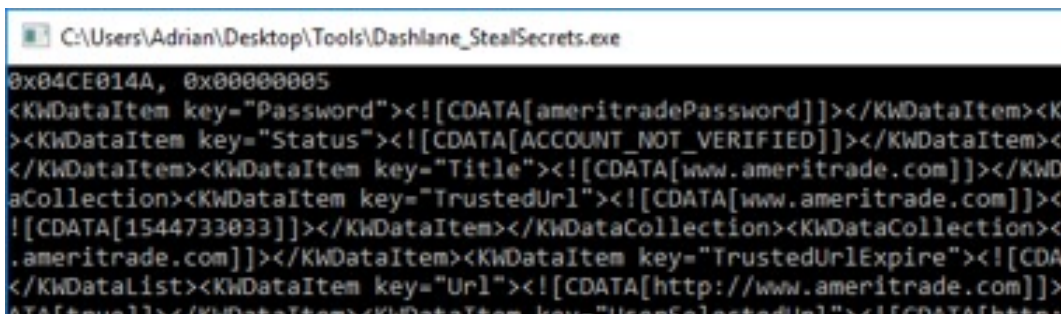 C:\Users\Adrian\Desktop\Tools\Dashlane_StealSecrets.exe
0x04CE014A, 0x00000005
<KWDataItem key="Password"><![CDATA[ameritradePassword]]></KWDataItem><K
><KWDataItem key="Status"><![CDATA[ACCOUNT_NOT_VERIFIED]]></KWDataItem><
</KWDataItem><KWDataItem key="Title"><![CDATA[www.ameritrade.com]]></KWD
aCollection><KWDataItem key="TrustedUrl"><![CDATA[www.ameritrade.com]]><
![CDATA[1544733033]]></KWDataItem></KWDataCollection><KWDataCollection><
.ameritrade.com]]></KWDataItem><KWDataItem key="TrustedUrlExpire"><![CDA
</KWDataList><KWDataItem key="Url"><![CDATA[http://www.ameritrade.com]]>